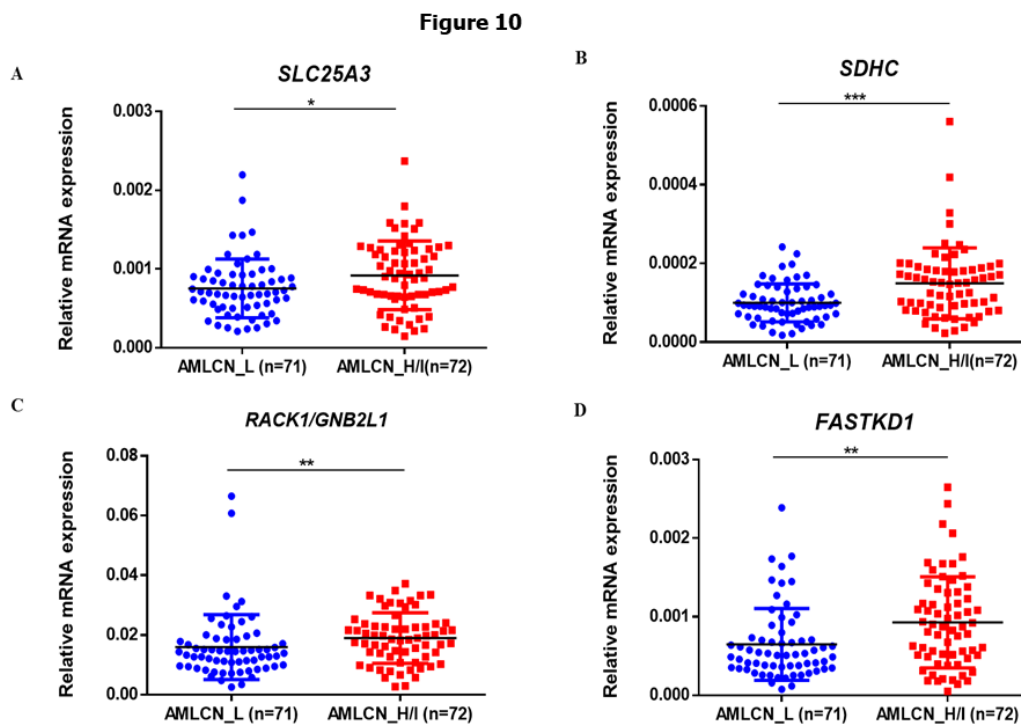 Figure 10
A
SLC25A3
*
Relative mRNA expression
0.003
0.002
0.001
0.000
AMLCN_L (n=71) AMLCN_H/I(n=72)
B
SDHC
***
Relative mRNA expression
0.0006
0.0004
0.0002
0.0000
AMLCN_L (n=71) AMLCN_H/I(n=72)
C
RACK1/GNB2L1
**
Relative mRNA expression
0.08
0.06
0.04
0.02
0.00
AMLCN_L (n=71) AMLCN_H/I (n=72)
D
FASTKD1
**
Relative mRNA expression
0.003
0.002
0.001
0.000
AMLCN_L (n=71) AMLCN_H/I (n=72)